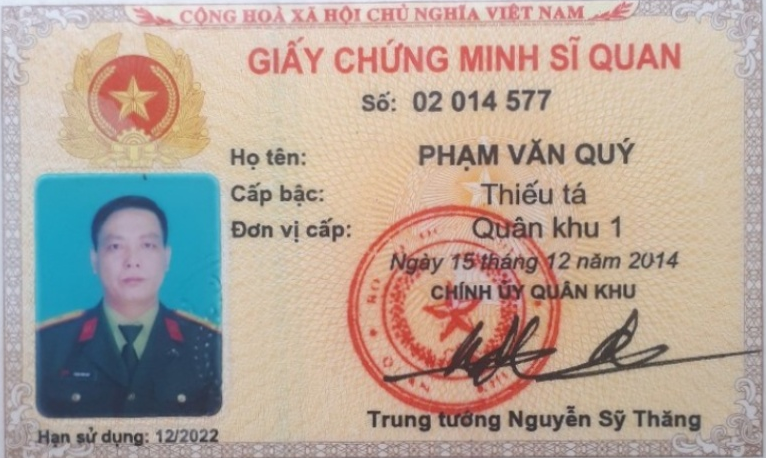 CỘNG HOÀ XÃ HỘI CHỦ NGHĨA VIỆT NAM
GIẤY CHỨNG MINH SĨ QUAN
Số: 02 014 577
Họ tên: PHẠM VĂN QUÝ
Cấp bậc: Thiếu tá
Đơn vị cấp: Quân khu 1
Ngày 15 tháng 12 năm 2014
CHÍNH ỦY QUÂN KHU
Trung tướng Nguyễn Sỹ Thăng
Hạn sử dụng: 12/2022